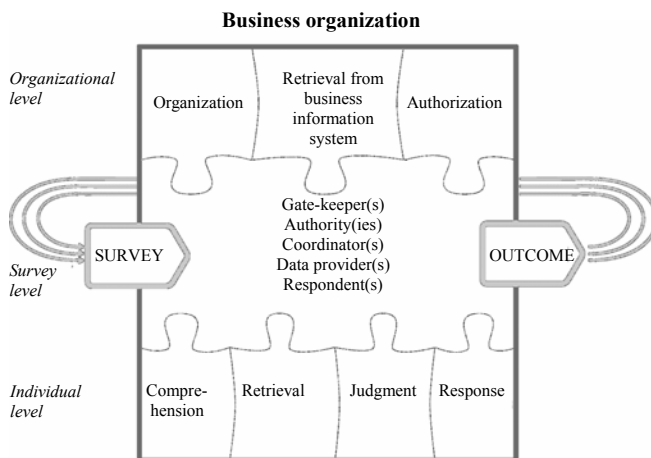 Business organization
Organizational
level
Organization
Retrieval from
business
information
system
Authorization
Gate-keeper(s)
Authority(ies)
Coordinator(s)
Data provider(s)
Respondent(s)
SURVEY
OUTCOME
Survey
level
Individual
level
Compre-
hension
Retrieval
Judgment
Response